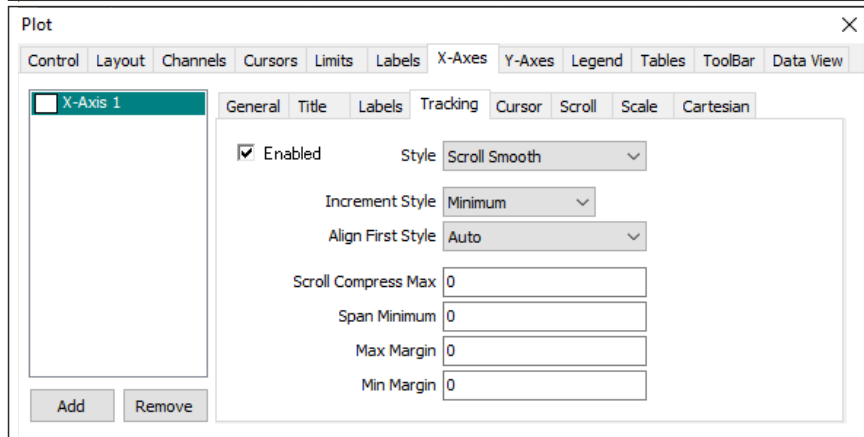 Plot
Control Layout Channels Cursors Limits Labels X-Axes Y-Axes Legend Tables ToolBar Data View
X-Axis 1
General Title Labels Tracking Cursor Scroll Scale Cartesian
Enabled Style Scroll Smooth
Increment Style Minimum
Align First Style Auto
Scroll Compress Max 0
Span Minimum 0
Max Margin 0
Min Margin 0
Add Remove